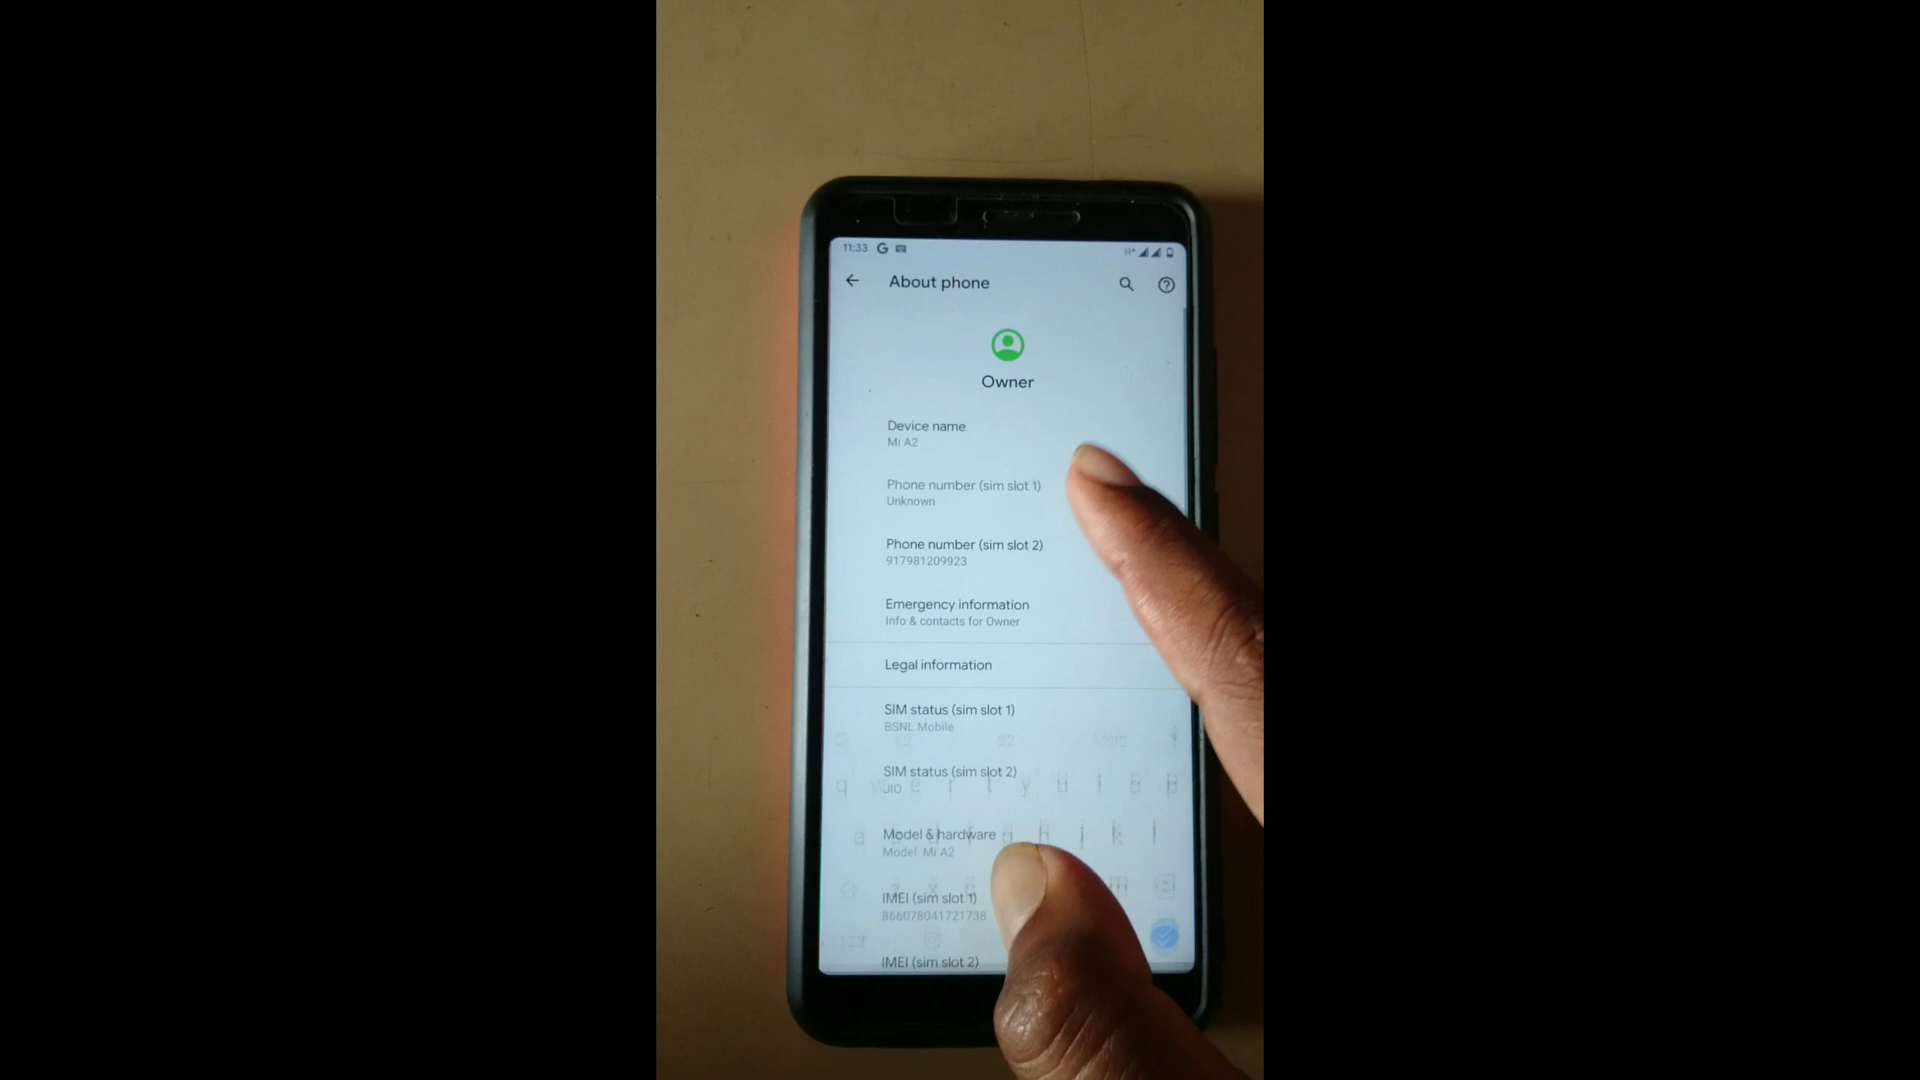 11:33 G H+
About phone
Owner
Device name
Mi A2
Phone number (sim slot 1)
Unknown
Phone number (sim slot 2)
917981209923
Emergency information
Info & contacts for Owner
Legal information
SIM status (sim slot 1)
BSNL Mobile
SIM status (sim slot 2)
JIO
q w e r t y u i o p
Model & hardware
Model: Mi A2
IMEI (sim slot 1)
866078041721738
IMEI (sim slot 2)